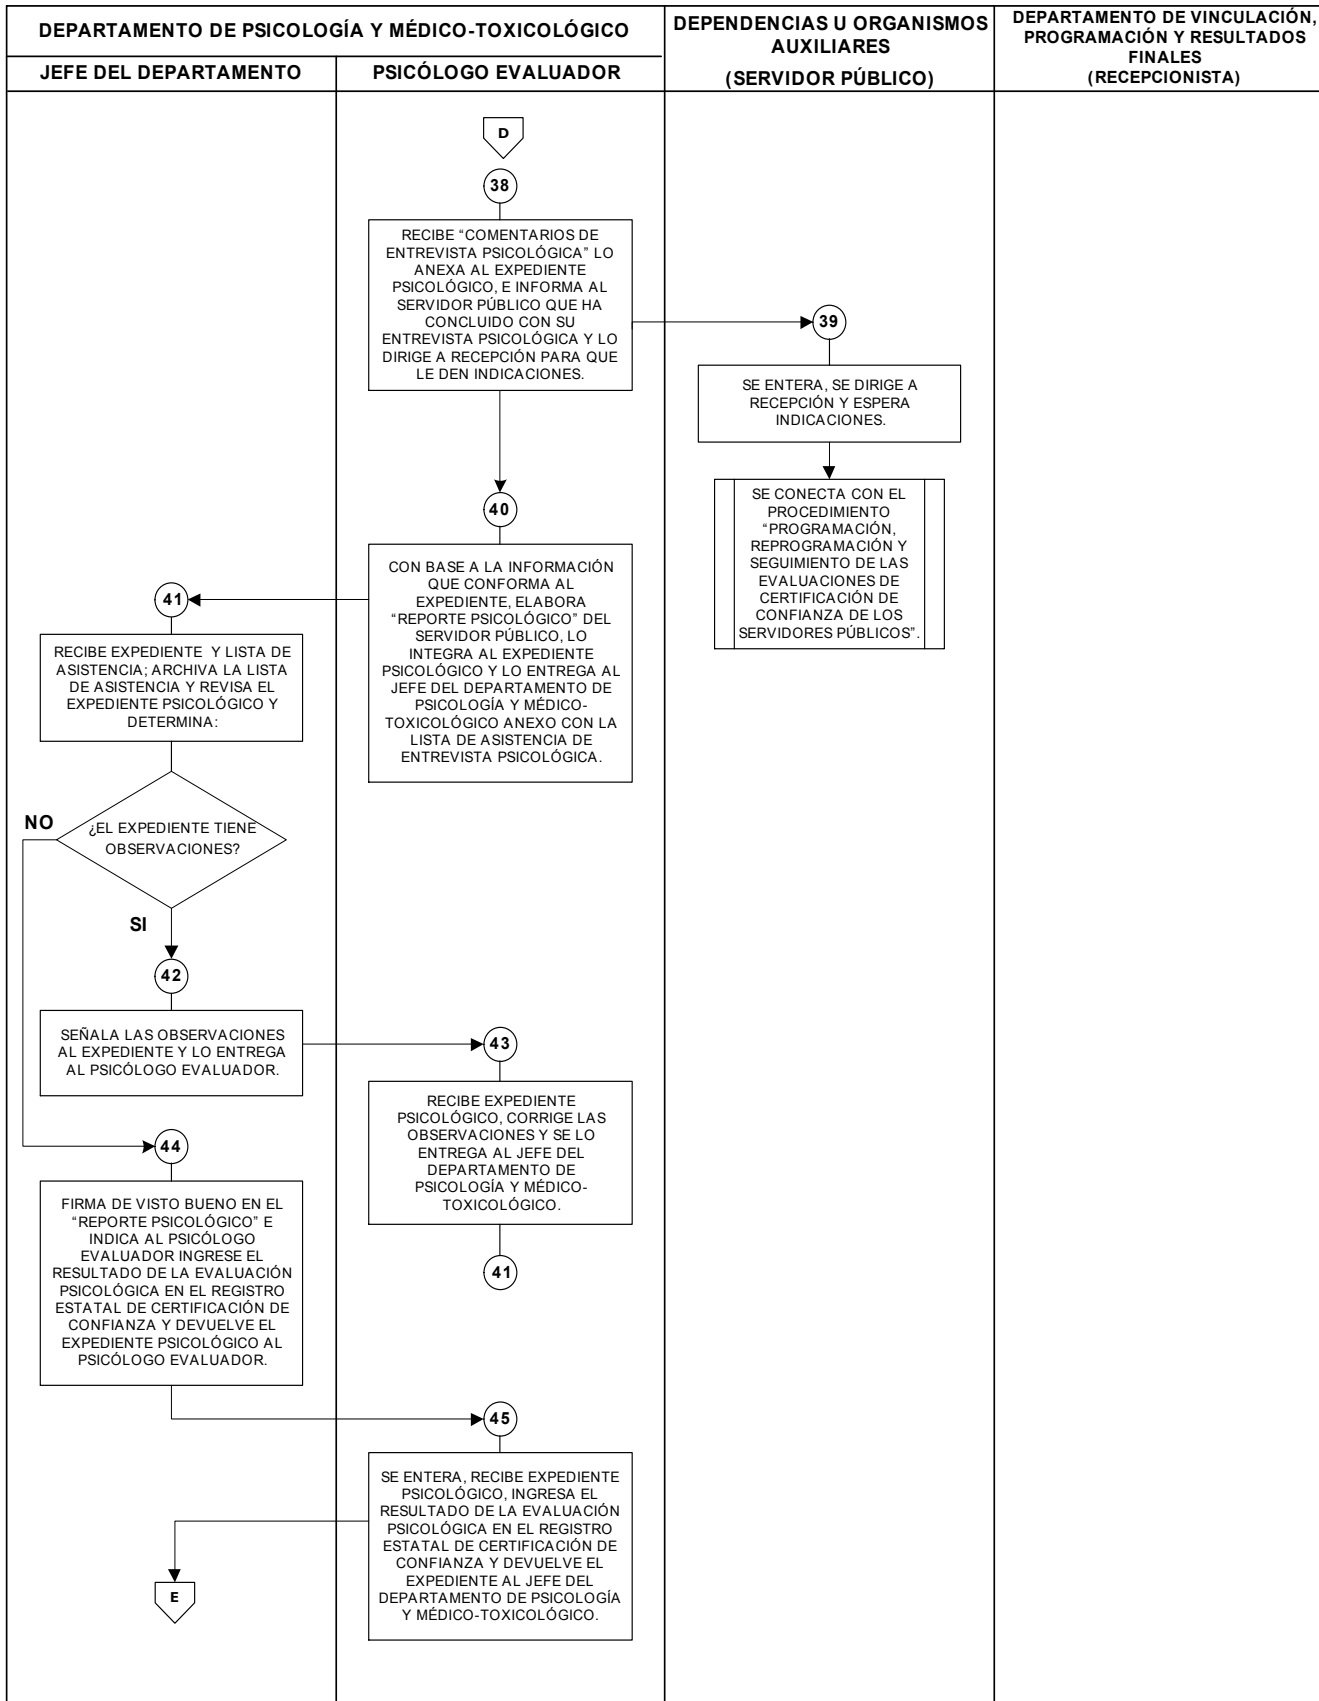 DEPARTAMENTO DE PSICOLOGÍA Y MÉDICO-TOXICOLÓGICO
JEFE DEL DEPARTAMENTO
PSICÓLOGO EVALUADOR
DEPENDENCIAS U ORGANISMOS
AUXILIARES
(SERVIDOR PÚBLICO)
DEPARTAMENTO DE VINCULACIÓN,
PROGRAMACIÓN Y RESULTADOS
FINALES
(RECEPCIONISTA)
D
38
RECIBE “COMENTARIOS DE
ENTREVISTA PSICOLÓGICA” LO
ANEXA AL EXPEDIENTE
PSICOLÓGICO, E INFORMA AL
SERVIDOR PÚBLICO QUE HA
CONCLUIDO CON SU
ENTREVISTA PSICOLÓGICA Y LO
DIRIGE A RECEPCIÓN PARA QUE
LE DEN INDICACIONES.
39
SE ENTERA, SE DIRIGE A
RECEPCIÓN Y ESPERA
INDICACIONES.
SE CONECTA CON EL
PROCEDIMIENTO
“PROGRAMACIÓN,
REPROGRAMACIÓN Y
SEGUIMIENTO DE LAS
EVALUACIONES DE
CERTIFICACIÓN DE
CONFIANZA DE LOS
SERVIDORES PÚBLICOS”.
40
CON BASE A LA INFORMACIÓN
QUE CONFORMA AL
EXPEDIENTE, ELABORA
“REPORTE PSICOLÓGICO” DEL
SERVIDOR PÚBLICO, LO
INTEGRA AL EXPEDIENTE
PSICOLÓGICO Y LO ENTREGA AL
JEFE DEL DEPARTAMENTO DE
PSICOLOGÍA Y MÉDICO-
TOXICOLÓGICO ANEXO CON LA
LISTA DE ASISTENCIA DE
ENTREVISTA PSICOLÓGICA.
41
RECIBE EXPEDIENTE Y LISTA DE
ASISTENCIA; ARCHIVA LA LISTA
DE ASISTENCIA Y REVISA EL
EXPEDIENTE PSICOLÓGICO Y
DETERMINA:
NO
¿EL EXPEDIENTE TIENE
OBSERVACIONES?
SI
42
SEÑALA LAS OBSERVACIONES
AL EXPEDIENTE Y LO ENTREGA
AL PSICÓLOGO EVALUADOR.
43
RECIBE EXPEDIENTE
PSICOLÓGICO, CORRIGE LAS
OBSERVACIONES Y SE LO
ENTREGA AL JEFE DEL
DEPARTAMENTO DE
PSICOLOGÍA Y MÉDICO-
TOXICOLÓGICO.
41
44
FIRMA DE VISTO BUENO EN EL
“REPORTE PSICOLÓGICO” E
INDICA AL PSICÓLOGO
EVALUADOR INGRESE EL
RESULTADO DE LA EVALUACIÓN
PSICOLÓGICA EN EL REGISTRO
ESTATAL DE CERTIFICACIÓN DE
CONFIANZA Y DEVUELVE EL
EXPEDIENTE PSICOLÓGICO AL
PSICÓLOGO EVALUADOR.
45
SE ENTERA, RECIBE EXPEDIENTE
PSICOLÓGICO, INGRESA EL
RESULTADO DE LA EVALUACIÓN
PSICOLÓGICA EN EL REGISTRO
ESTATAL DE CERTIFICACIÓN DE
CONFIANZA Y DEVUELVE EL
EXPEDIENTE AL JEFE DEL
DEPARTAMENTO DE PSICOLOGÍA
Y MÉDICO-TOXICOLÓGICO.
E